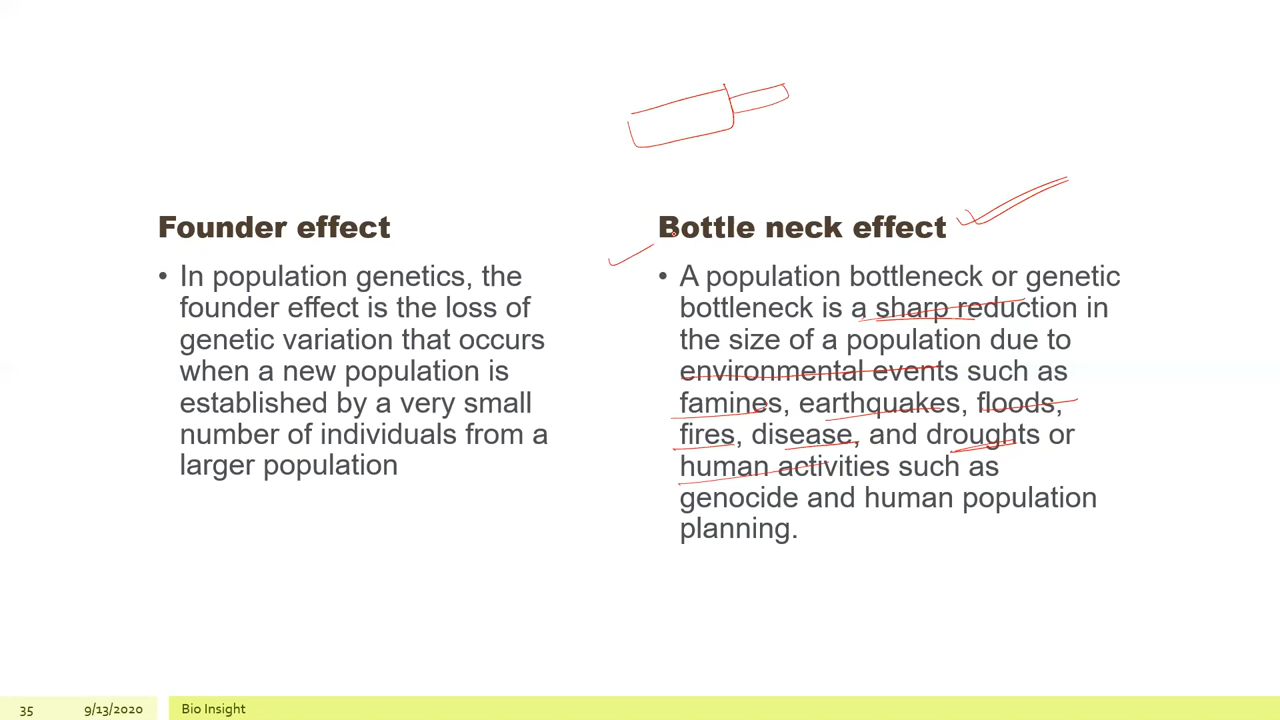 Founder effect
• In population genetics, the
founder effect is the loss of
genetic variation that occurs
when a new population is
established by a very small
number of individuals from a
larger population
Bottle neck effect
• A population bottleneck or genetic
bottleneck is a sharp reduction in
the size of a population due to
environmental events such as
famines, earthquakes, floods,
fires, disease, and droughts or
human activities such as
genocide and human population
planning.
35 9/13/2020 Bio Insight